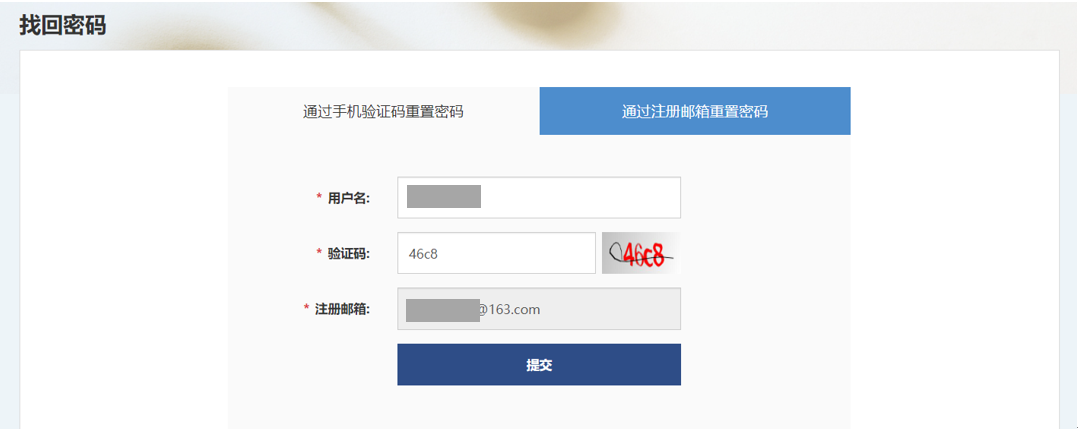 找回密码
通过手机验证码重置密码
通过注册邮箱重置密码
* 用户名:
* 验证码: 46c8 46c8
* 注册邮箱: @163.com
提交